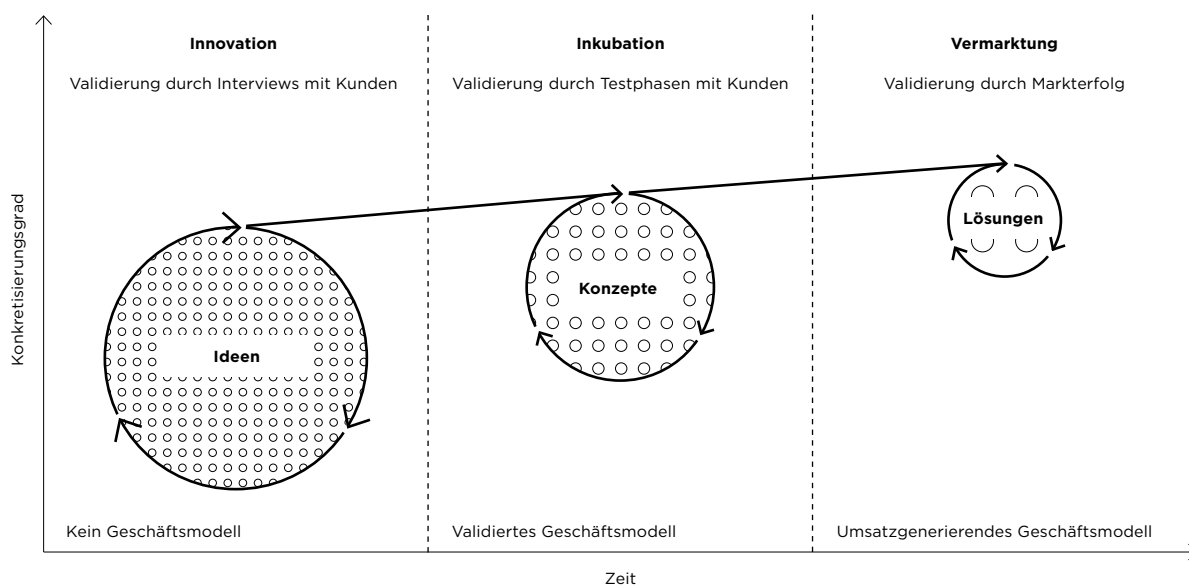 Innovation
Validierung durch Interviews mit Kunden
Inkubation
Validierung durch Testphasen mit Kunden
Vermarktung
Validierung durch Markterfolg
Konkretisierungsgrad
Ideen
Konzepte
Lösungen
Kein Geschäftsmodell
Validiertes Geschäftsmodell
Umsatzgenerierendes Geschäftsmodell
Zeit